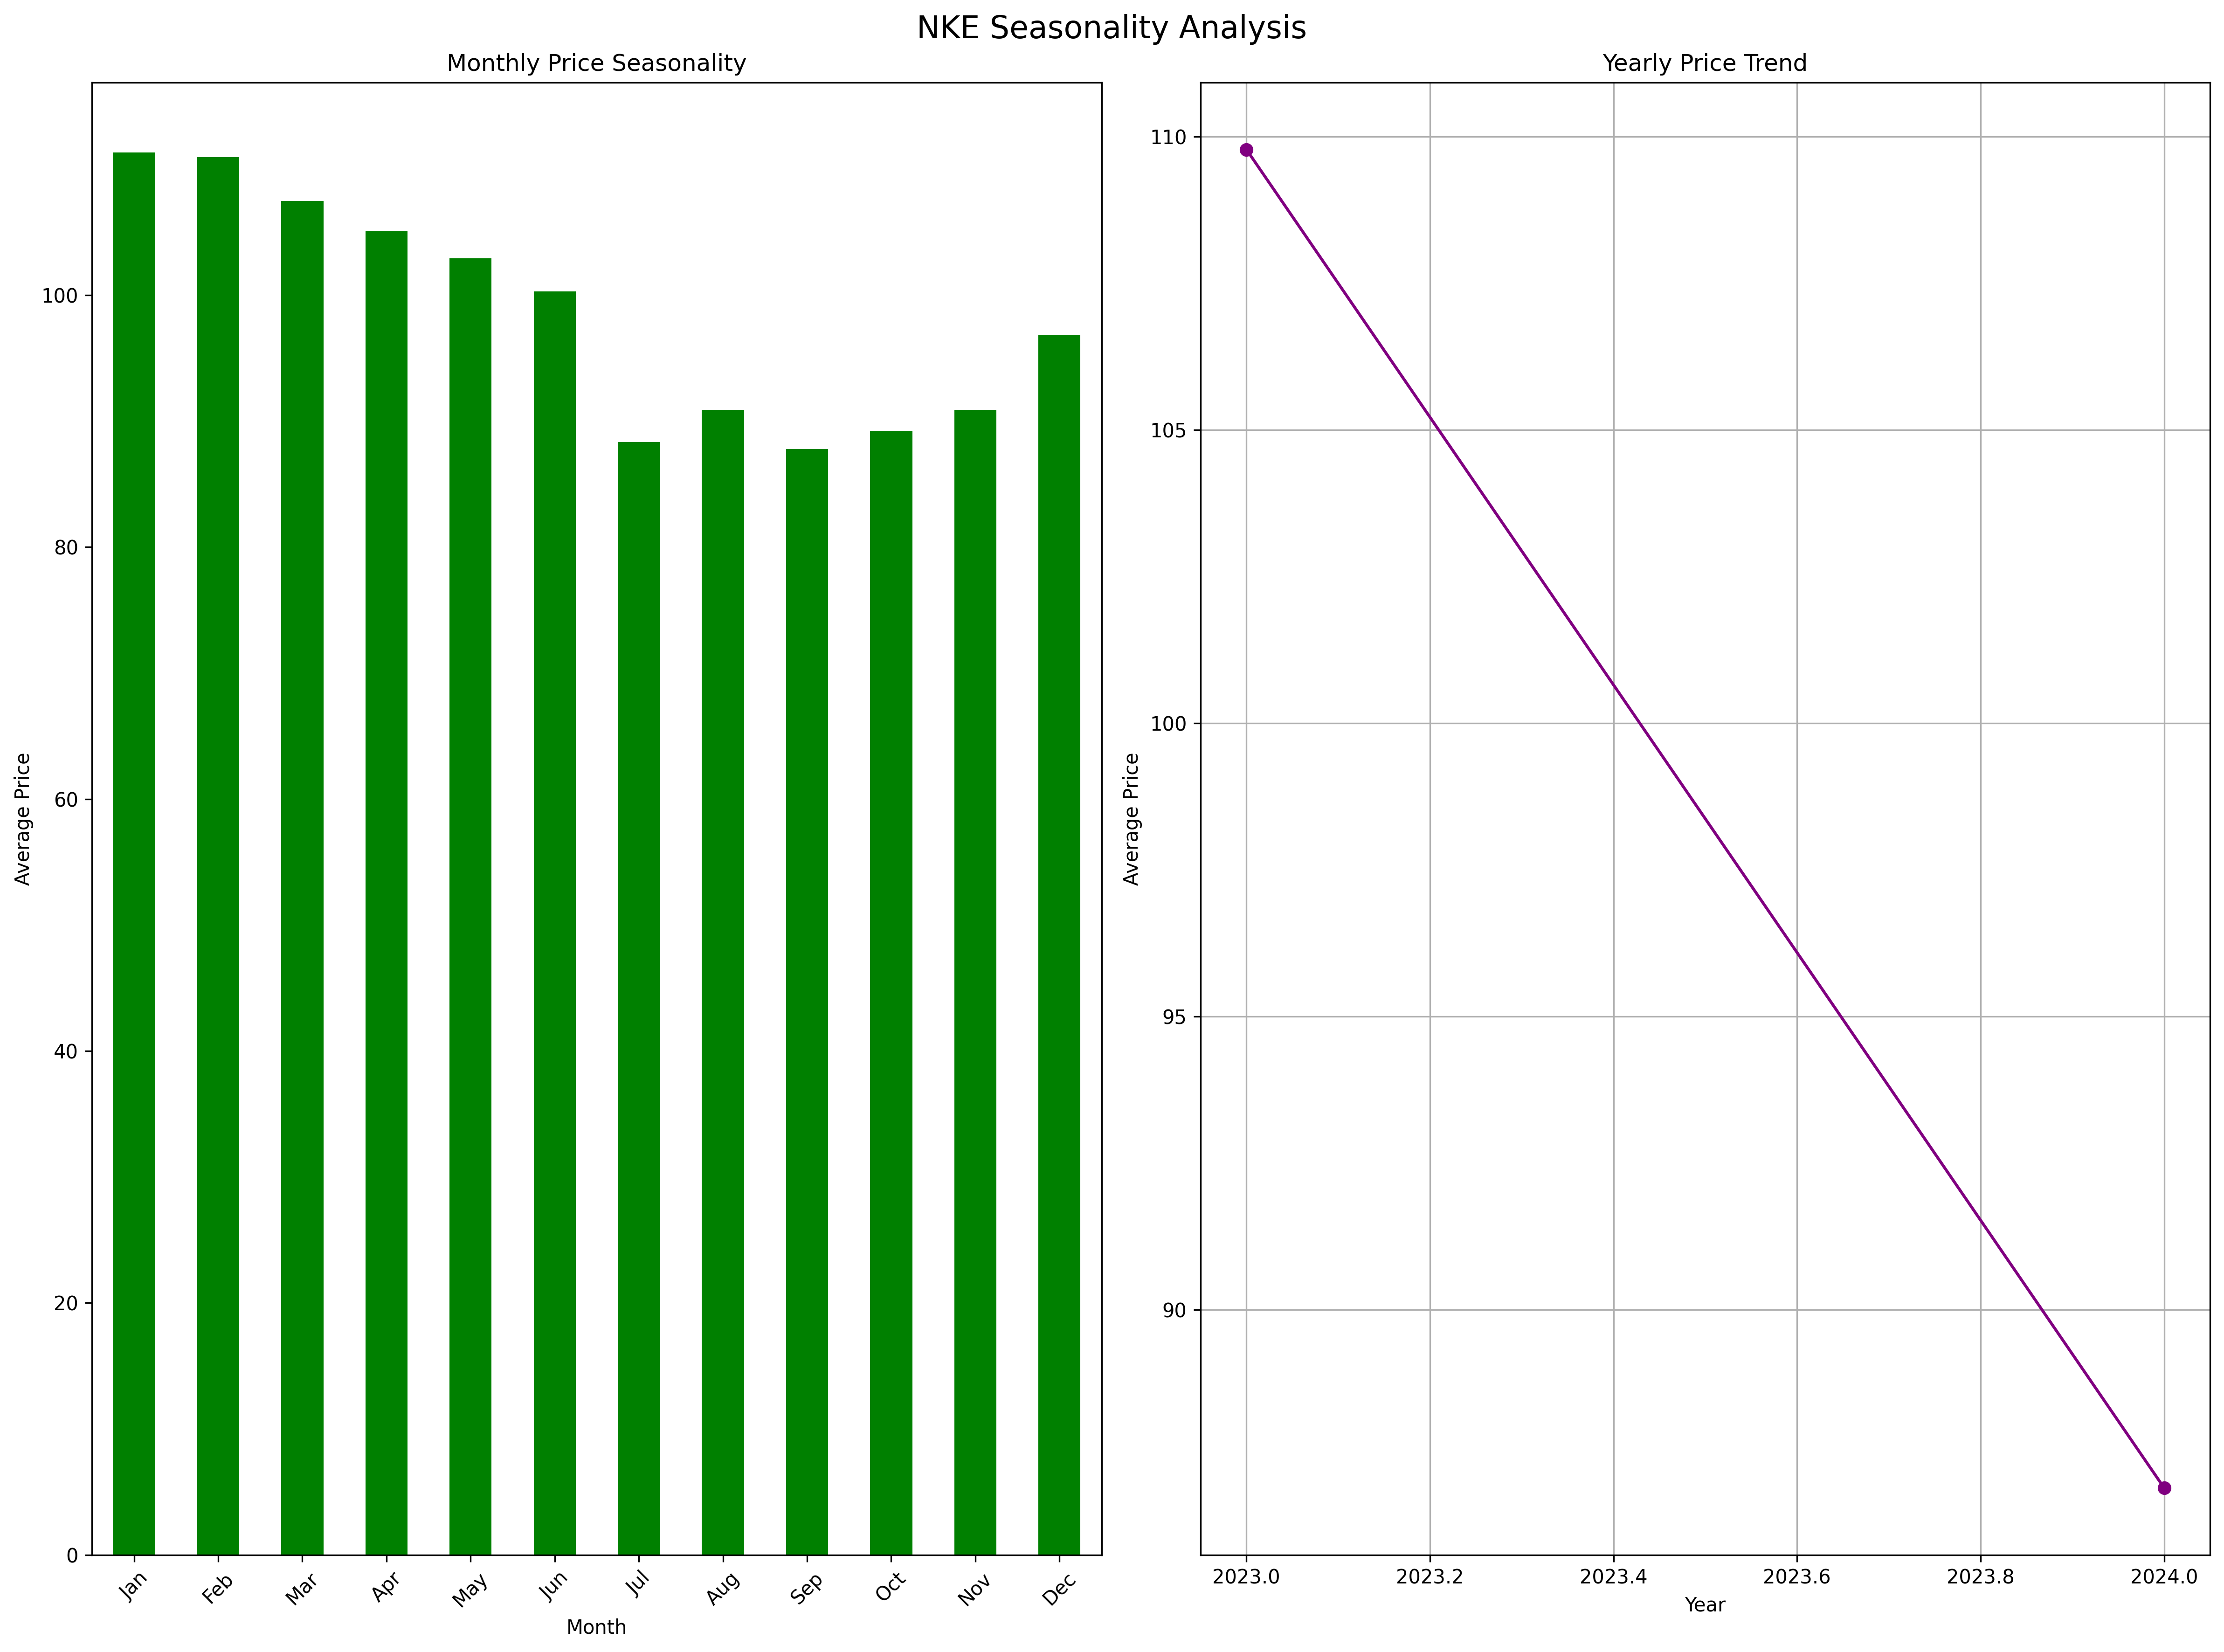 NKE Seasonality Analysis
Monthly Price Seasonality
Average Price
100
80
60
40
20
0
Jan
Feb
Mar
Apr
May
Jun
Jul
Aug
Sep
Oct
Nov
Dec
Month
Yearly Price Trend
Average Price
110
105
100
95
90
2023.0
2023.2
2023.4
2023.6
2023.8
2024.0
Year